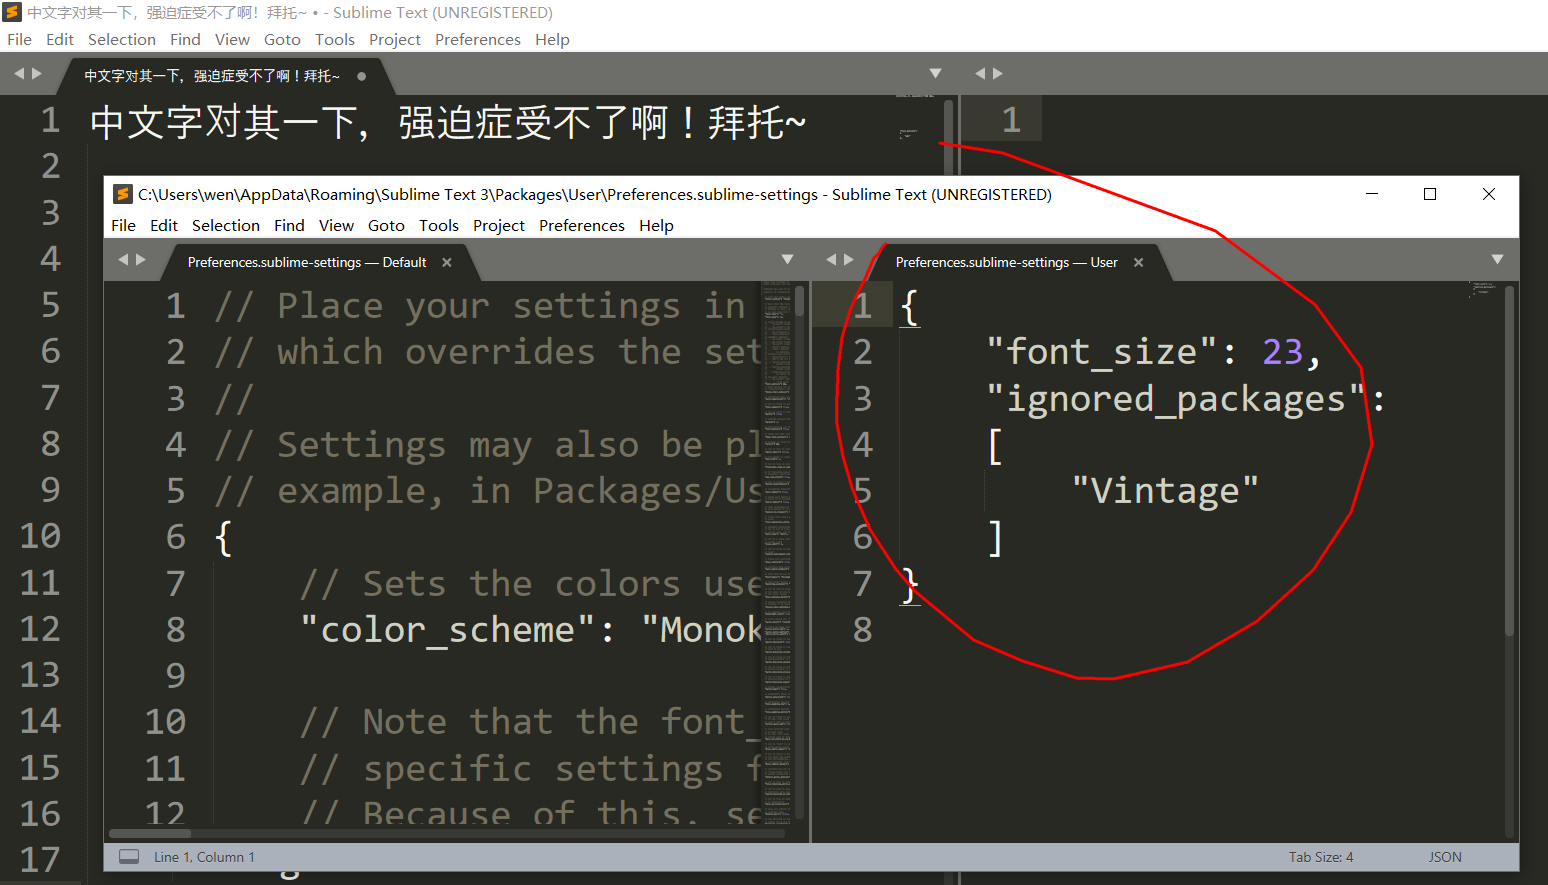 中文字对其一下，强迫症受不了啊！拜托~ • - Sublime Text (UNREGISTERED)
File Edit Selection Find View Goto Tools Project Preferences Help
中文字对其一下，强迫症受不了啊！拜托~
1 中文字对其一下，强迫症受不了啊！拜托~
2
3
4
5
6
7
8
9
10
11
12
13
14
15
16
17
1
C:\Users\wen\AppData\Roaming\Sublime Text 3\Packages\User\Preferences.sublime-settings - Sublime Text (UNREGISTERED)
File Edit Selection Find View Goto Tools Project Preferences Help
Preferences.sublime-settings — Default
1 // Place your settings in
2 // which overrides the set
3 //
4 // Settings may also be pl
5 // example, in Packages/Us
6 {
7 // Sets the colors use
8 "color_scheme": "Monok
9
10 // Note that the font_
11 // specific settings f
12 // Because of this, se
Preferences.sublime-settings — User
1 {
2 "font_size": 23,
3 "ignored_packages":
4 [
5 "Vintage"
6 ]
7 }
8
Line 1, Column 1
Tab Size: 4
JSON